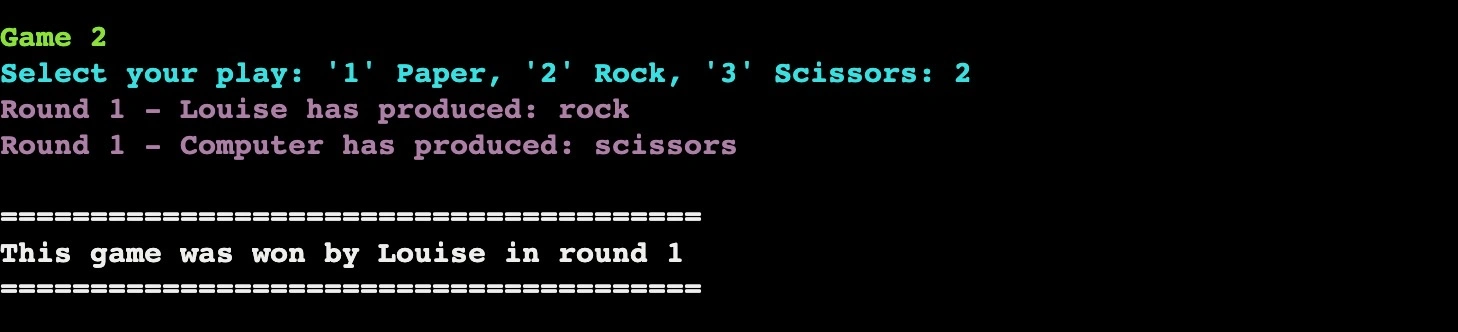 Game 2
Select your play: '1' Paper, '2' Rock, '3' Scissors: 2
Round 1 - Louise has produced: rock
Round 1 - Computer has produced: scissors
=======================================
This game was won by Louise in round 1
=======================================